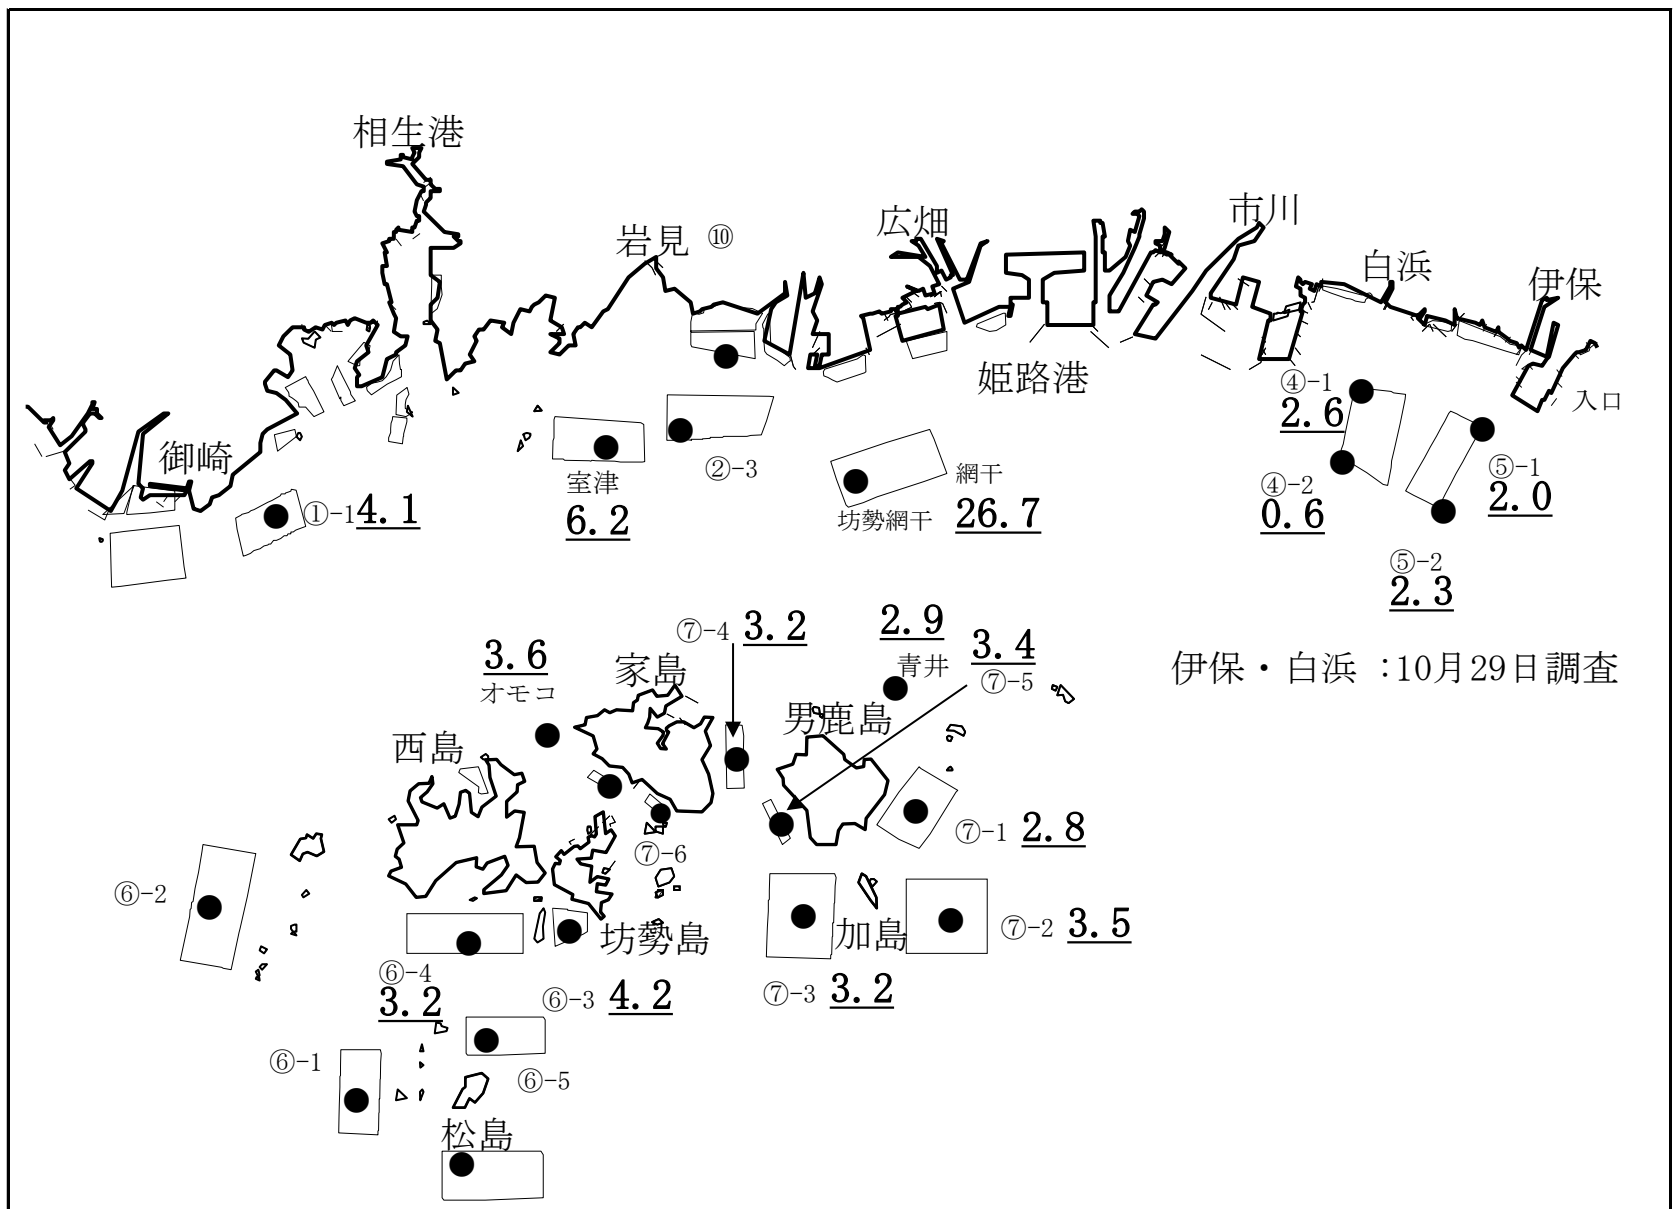 相生港
市川
広畑
岩見 ⑩
白浜
伊保
姫路港
④-1
2.6
入口
御崎
②-3
室津
6.2
網干
坊勢網干
26.7
⑤-1
2.0
④-2
0.6
①-1 4.1
⑤-2
2.3
⑦-4 3.2
2.9
青井
3.4
⑦-5
3.6
オモコ
家島
伊保・白浜 :10月29日調査
男鹿島
西島
⑦-1 2.8
⑦-6
⑥-2
坊勢島
加島
⑦-2 3.5
⑥-4
3.2
⑥-3 4.2
⑦-3 3.2
⑥-1
⑥-5
松島